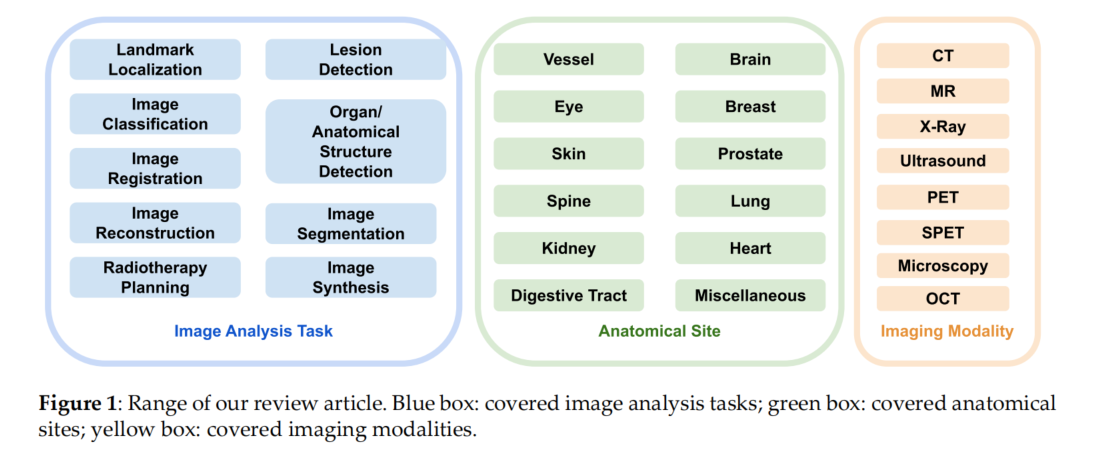 Landmark
Localization
Image
Classification
Image
Registration
Image
Reconstruction
Radiotherapy
Planning
Lesion
Detection
Organ/
Anatomical
Structure
Detection
Image
Segmentation
Image
Synthesis
Image Analysis Task
Vessel
Eye
Skin
Spine
Kidney
Digestive Tract
Brain
Breast
Prostate
Lung
Heart
Miscellaneous
Anatomical Site
CT
MR
X-Ray
Ultrasound
PET
SPET
Microscopy
OCT
Imaging Modality
Figure 1: Range of our review article. Blue box: covered image analysis tasks; green box: covered anatomical
sites; yellow box: covered imaging modalities.